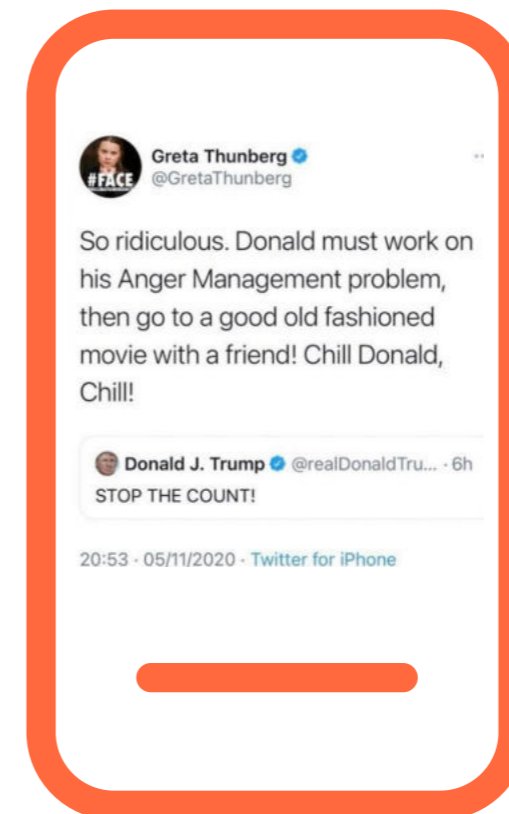 Greta Thunberg
#FACE
@GretaThunberg
So ridiculous. Donald must work on
his Anger Management problem,
then go to a good old fashioned
movie with a friend! Chill Donald,
Chill!
Donald J. Trump @realDonaldTru... · 6h
STOP THE COUNT!
20:53 · 05/11/2020 · Twitter for iPhone